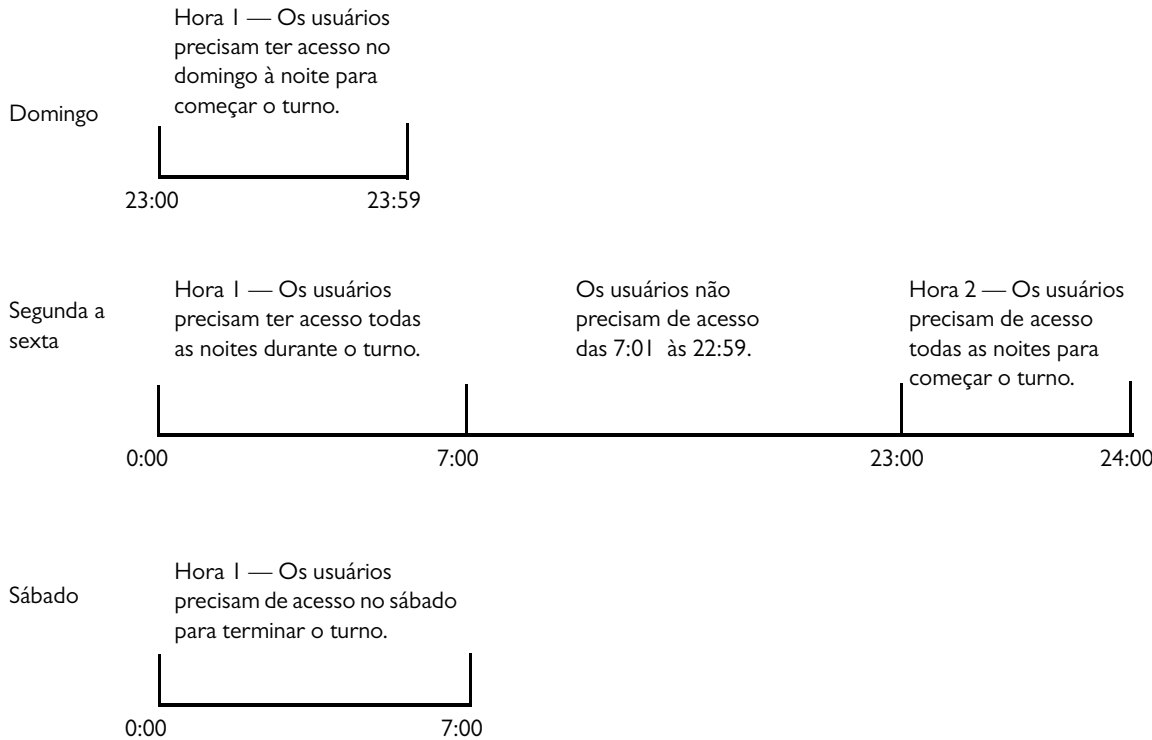 Hora 1 — Os usuários
precisam ter acesso no
domingo à noite para
começar o turno.
Domingo
23:00 23:59
Hora 1 — Os usuários
precisam ter acesso todas
as noites durante o turno.
Os usuários não
precisam de acesso
das 7:01 às 22:59.
Hora 2 — Os usuários
precisam de acesso
todas as noites para
começar o turno.
Segunda a
sexta
0:00 7:00 23:00 24:00
Hora 1 — Os usuários
precisam de acesso no sábado
para terminar o turno.
Sábado
0:00 7:00